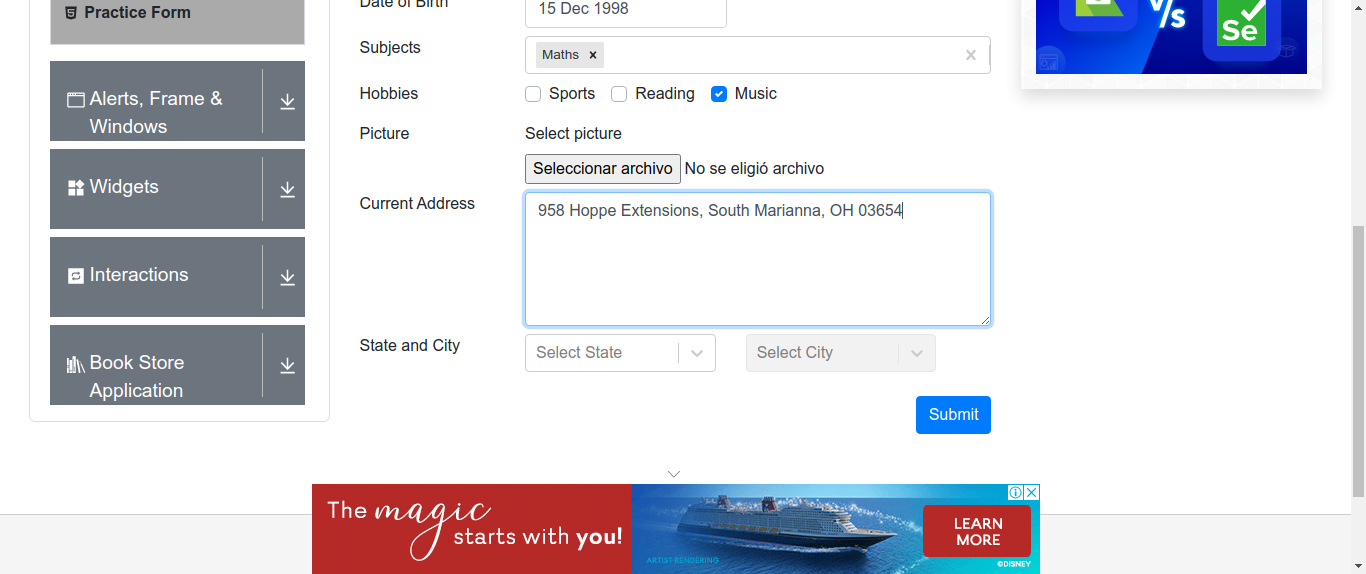 Practice Form
Alerts, Frame &
Windows
Widgets
Interactions
Book Store
Application
Date of Birth
15 Dec 1998
Subjects
Maths ×
Hobbies
Sports Reading Music
Picture
Select picture
Seleccionar archivo No se eligió archivo
Current Address
958 Hoppe Extensions, South Marianna, OH 03654
State and City
Select State
Select City
Submit
V/s
Se
The magic
starts with you!
ARTIST RENDERING
LEARN
MORE
©DISNEY